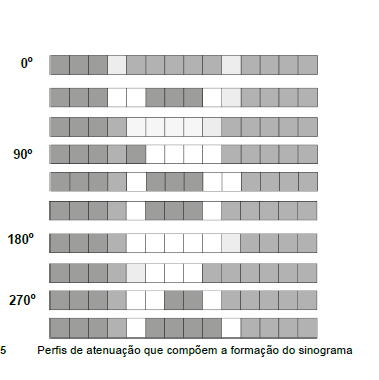 0º
90º
180º
270º
5 Perfis de atenuação que compõem a formação do sinograma